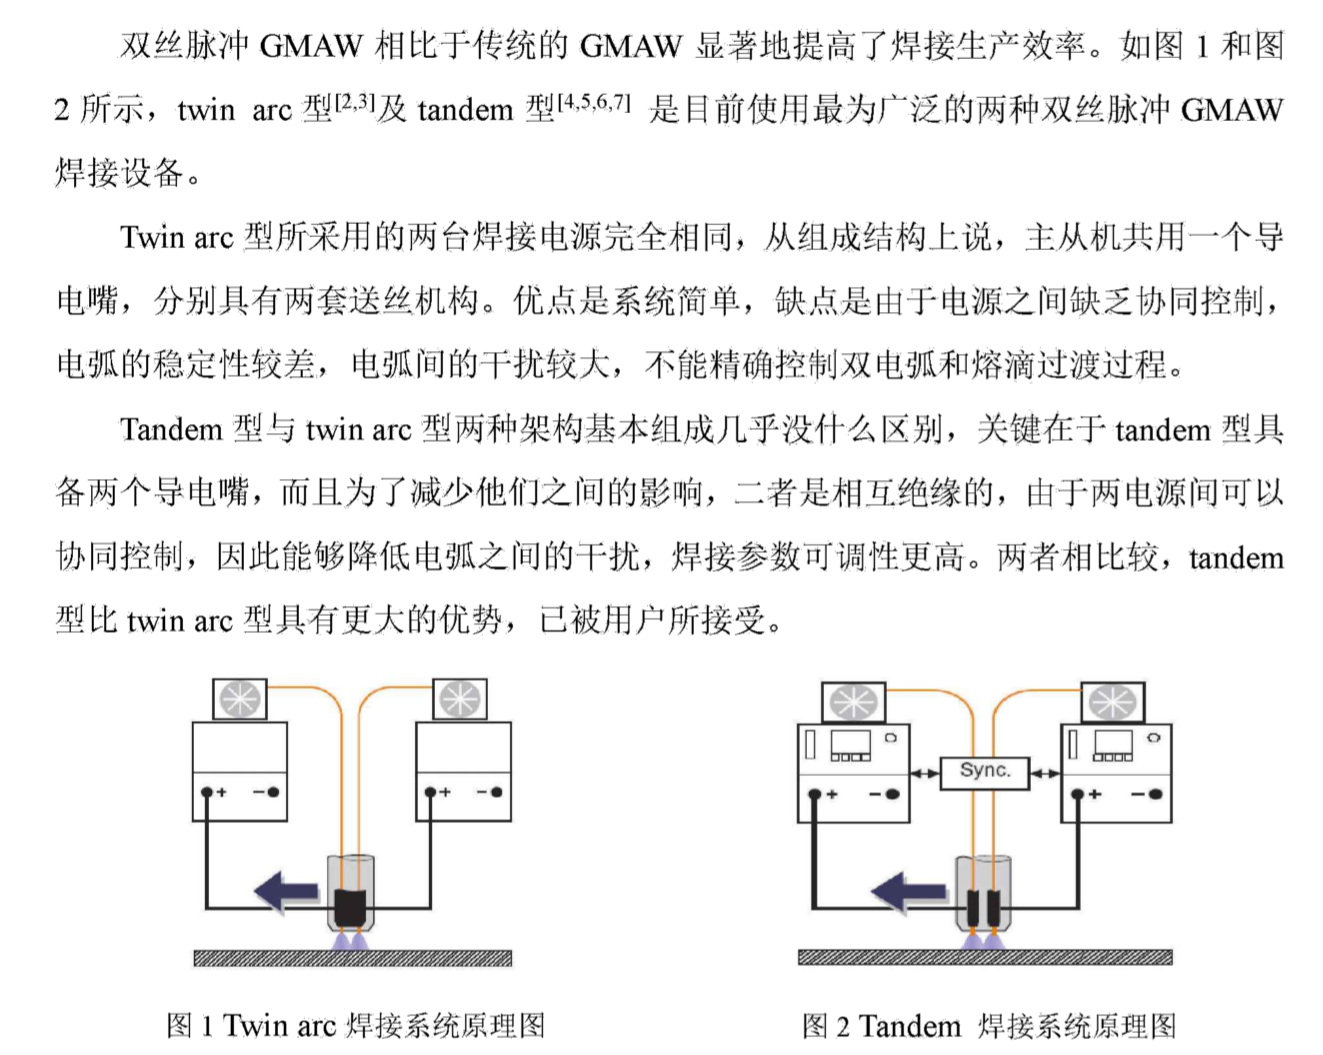 双丝脉冲 GMAW 相比于传统的 GMAW 显著地提高了焊接生产效率。如图 1 和图
2 所示，twin arc 型[2,3]及 tandem 型[4,5,6,7] 是目前使用最为广泛的两种双丝脉冲 GMAW
焊接设备。
Twin arc 型所采用的两台焊接电源完全相同，从组成结构上说，主从机共用一个导
电嘴，分别具有两套送丝机构。优点是系统简单，缺点是由于电源之间缺乏协同控制，
电弧的稳定性较差，电弧间的干扰较大，不能精确控制双电弧和熔滴过渡过程。
Tandem 型与 twin arc 型两种架构基本组成几乎没什么区别，关键在于 tandem 型具
备两个导电嘴，而且为了减少他们之间的影响，二者是相互绝缘的，由于两电源间可以
协同控制，因此能够降低电弧之间的干扰，焊接参数可调性更高。两者相比较，tandem
型比 twin arc 型具有更大的优势，已被用户所接受。
+ − + −
Sync.
+ − + −
图 1 Twin arc 焊接系统原理图
图 2 Tandem 焊接系统原理图